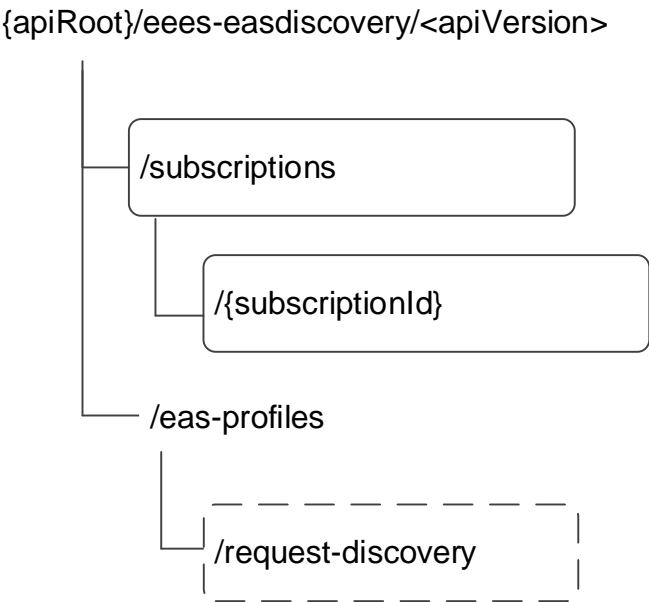 {apiRoot}/eees-easdiscovery/<apiVersion>
/subscriptions
/{subscriptionId}
/eas-profiles
/request-discovery